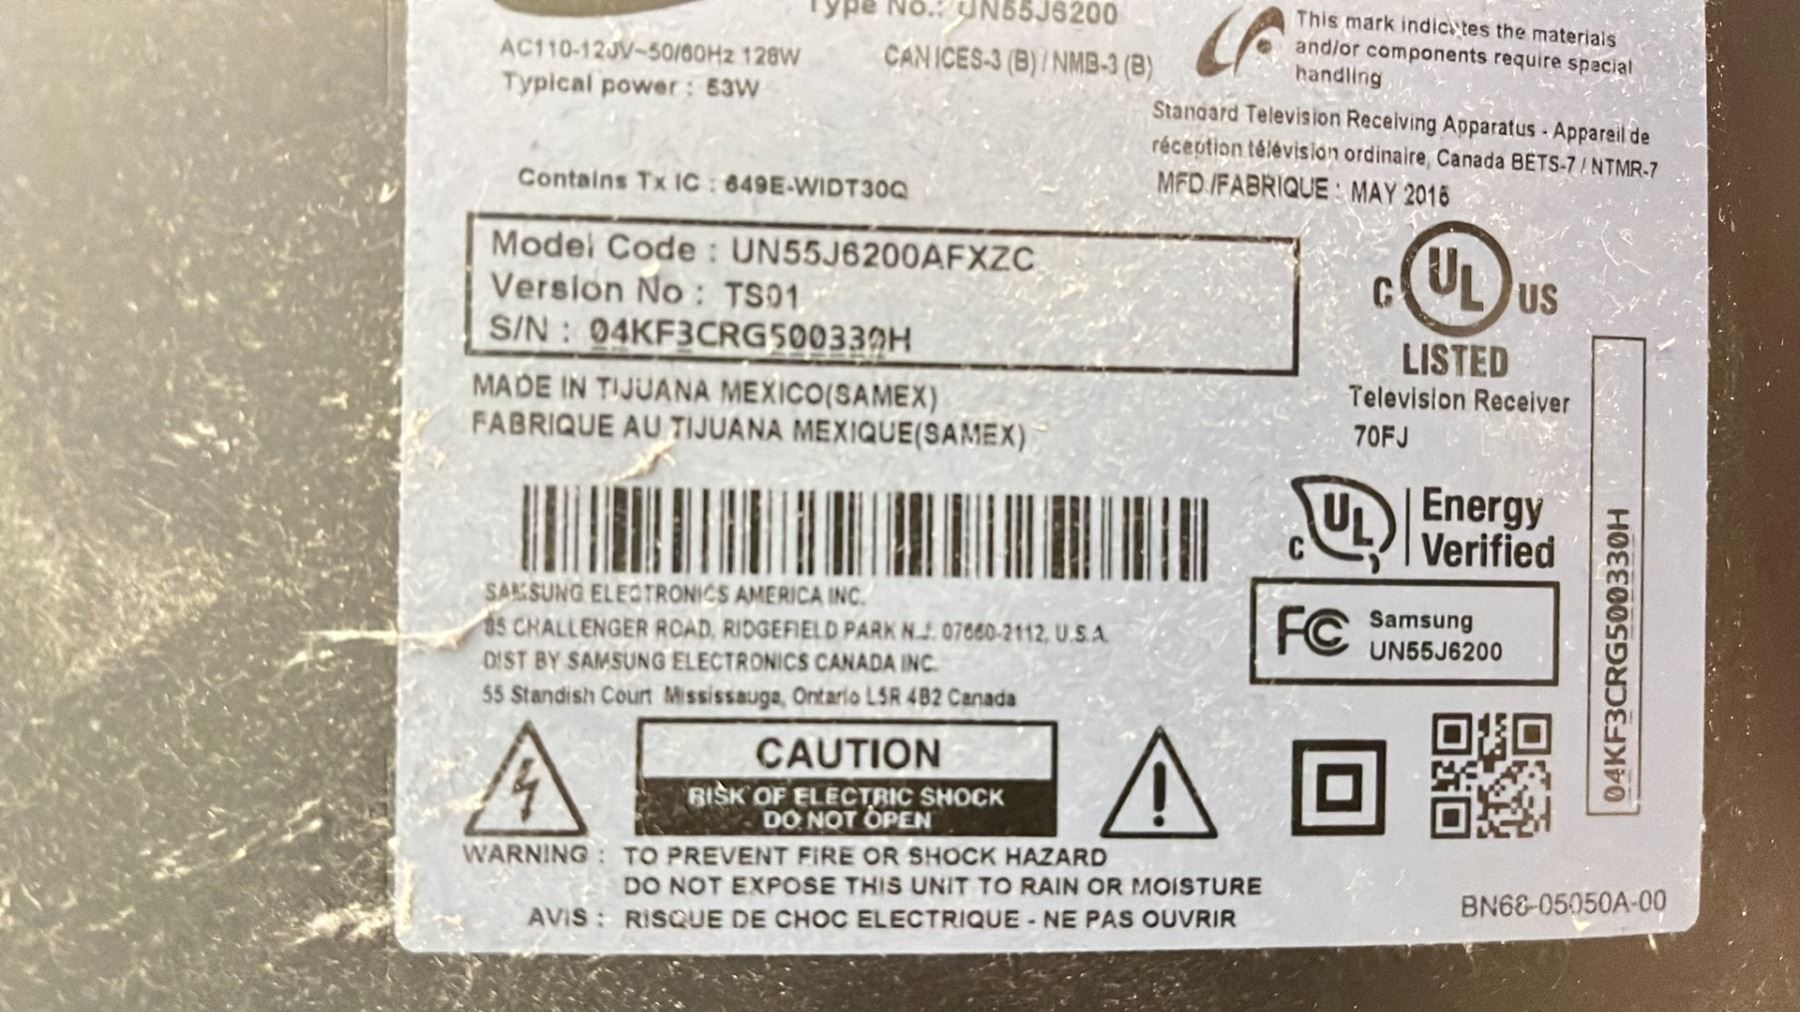 Type No.: UN55J6200
AC110-120V~50/60Hz 128W
Typical power : 53W
CAN ICES-3 (B) / NMB-3 (B)
This mark indicates the materials
and/or components require special
handling
Standard Television Receiving Apparatus - Appareil de
réception télévision ordinaire, Canada BETS-7 / NTMR-7
MFD./FABRIQUE : MAY 2015
Contains Tx IC : 649E-WIDT30Q
Model Code : UN55J6200AFXZC
Version No : TS01
S/N : 04KF3CRG500330H
MADE IN TIJUANA MEXICO(SAMEX)
FABRIQUE AU TIJUANA MEXIQUE(SAMEX)
C UL US
LISTED
Television Receiver
70FJ
C UL Energy
Verified
SAMSUNG ELECTRONICS AMERICA INC.
85 CHALLENGER ROAD, RIDGEFIELD PARK N.J. 07660-2112, U.S.A.
DIST BY SAMSUNG ELECTRONICS CANADA INC.
55 Standish Court Mississauga, Ontario L5R 4B2 Canada
FC Samsung
UN55J6200
04KF3CRG500330H
CAUTION
RISK OF ELECTRIC SHOCK
DO NOT OPEN
WARNING : TO PREVENT FIRE OR SHOCK HAZARD
DO NOT EXPOSE THIS UNIT TO RAIN OR MOISTURE
AVIS : RISQUE DE CHOC ELECTRIQUE - NE PAS OUVRIR
BN68-05050A-00